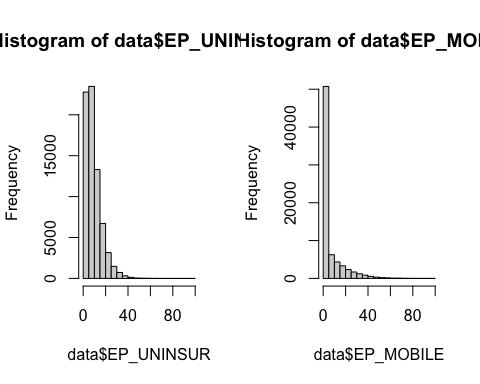 Histogram of data$EP_UNIN
Frequency
0
5000
15000
0
40
80
data$EP_UNINSUR
Histogram of data$EP_MO
Frequency
0
20000
40000
0
40
80
data$EP_MOBILE